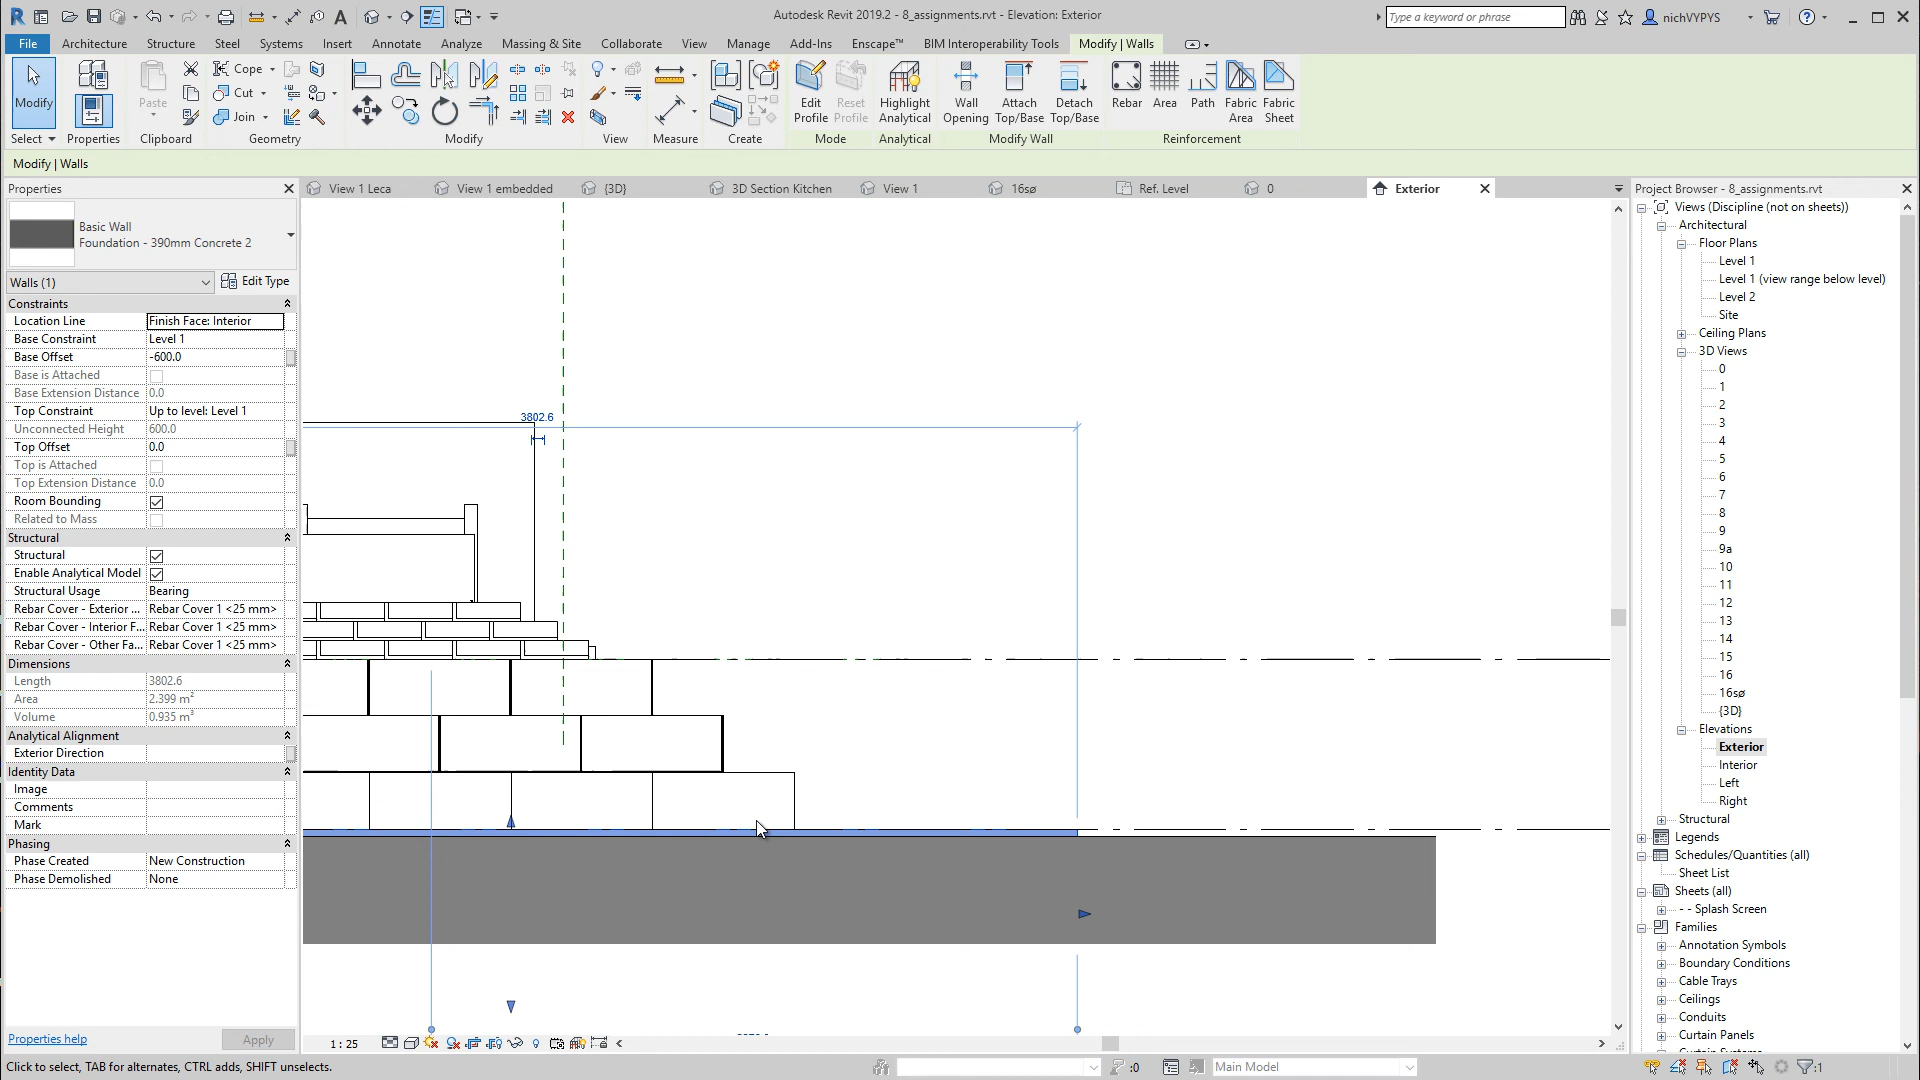 Autodesk Revit 2019.2 - 8_assignments.rvt - Elevation: Exterior
Type a keyword or phrase
nichVYPYS
File Architecture Structure Steel Systems Insert Annotate Analyze Massing & Site Collaborate View Manage Add-Ins Enscape™ BIM Interoperability Tools Modify | Walls
Modify Paste Cope Cut Join
Edit Profile Reset Profile Highlight Analytical Wall Opening Attach Top/Base Detach Top/Base Rebar Area Path Fabric Area Fabric Sheet
Select Properties Clipboard Geometry Modify View Measure Create Mode Analytical Modify Wall Reinforcement
Modify | Walls
Properties
View 1 Leca View 1 embedded {3D} 3D Section Kitchen View 1 16sø Ref. Level 0 Exterior
Basic Wall
Foundation - 390mm Concrete 2
Walls (1) Edit Type
Constraints
Location Line Finish Face: Interior
Base Constraint Level 1
Base Offset -600.0
Base is Attached
Base Extension Distance 0.0
Top Constraint Up to level: Level 1
Unconnected Height 600.0
Top Offset 0.0
Top is Attached
Top Extension Distance 0.0
Room Bounding
Related to Mass
Structural
Structural
Enable Analytical Model
Structural Usage Bearing
Rebar Cover - Exterior ... Rebar Cover 1 <25 mm>
Rebar Cover - Interior F... Rebar Cover 1 <25 mm>
Rebar Cover - Other Fa... Rebar Cover 1 <25 mm>
Dimensions
Length 3802.6
Area 2.399 m²
Volume 0.935 m³
Analytical Alignment
Exterior Direction
Identity Data
Image
Comments
Mark
Phasing
Phase Created New Construction
Phase Demolished None
Properties help Apply
3802.6
1 : 25
Project Browser - 8_assignments.rvt
Views (Discipline (not on sheets))
Architectural
Floor Plans
Level 1
Level 1 (view range below level)
Level 2
Site
Ceiling Plans
3D Views
0
1
2
3
4
5
6
7
8
9
9a
10
11
12
13
14
15
16
16sø
{3D}
Elevations
Exterior
Interior
Left
Right
Structural
Legends
Schedules/Quantities (all)
Sheet List
Sheets (all)
- - Splash Screen
Families
Annotation Symbols
Boundary Conditions
Cable Trays
Ceilings
Conduits
Curtain Panels
Click to select, TAB for alternates, CTRL adds, SHIFT unselects.
:0
Main Model
:1